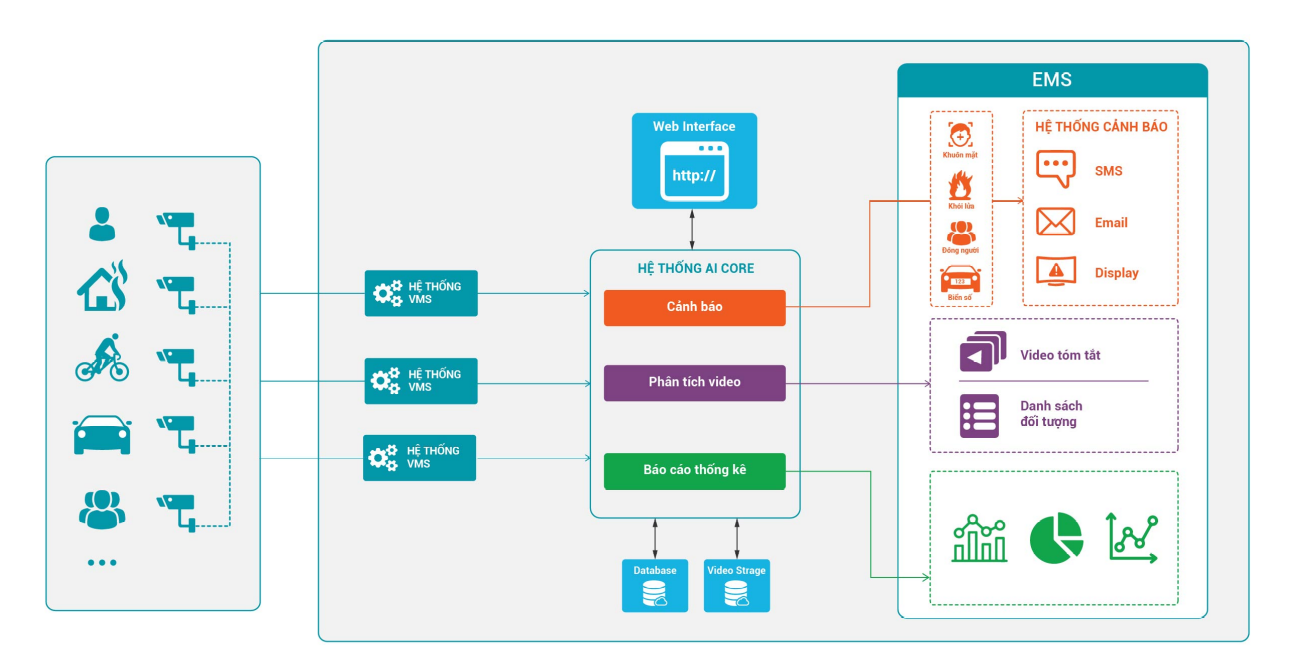 EMS
Web Interface
http://
Khuôn mặt
Khói lửa
Đông người
123
Biển số
HỆ THỐNG CẢNH BÁO
SMS
Email
Display
HỆ THỐNG
VMS
HỆ THỐNG
VMS
HỆ THỐNG
VMS
HỆ THỐNG AI CORE
Cảnh báo
Phân tích video
Báo cáo thống kê
Video tóm tắt
Danh sách
đối tượng
Database
Video Strage